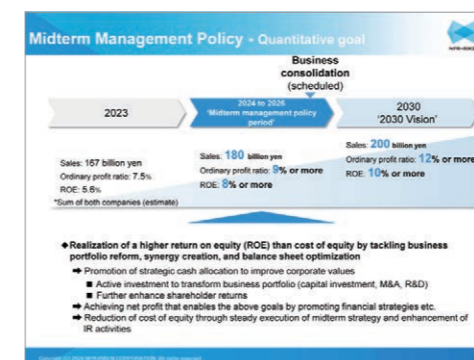 Midterm Management Policy - Quantitative goal
Business
consolidation
(scheduled)
2023
2024 to 2026
'Midterm management policy
period'
2030
'2030 Vision'
Sales: 167 billion yen
Ordinary profit ratio: 7.5%
ROE: 5.6%
*Sum of both companies (estimate)
Sales: 180 billion yen
Ordinary profit ratio: 9% or more
ROE: 8% or more
Sales: 200 billion yen
Ordinary profit ratio: 12% or more
ROE: 10% or more
◆Realization of a higher return on equity (ROE) than cost of equity by tackling business
portfolio reform, synergy creation, and balance sheet optimization
➡ Promotion of strategic cash allocation to improve corporate values
■ Active investment to transform business portfolio (capital investment, M&A, R&D)
■ Further enhance shareholder returns
➡ Achieving net profit that enables the above goals by promoting financial strategies etc.
➡ Reduction of cost of equity through steady execution of midterm strategy and enhancement of
IR activities